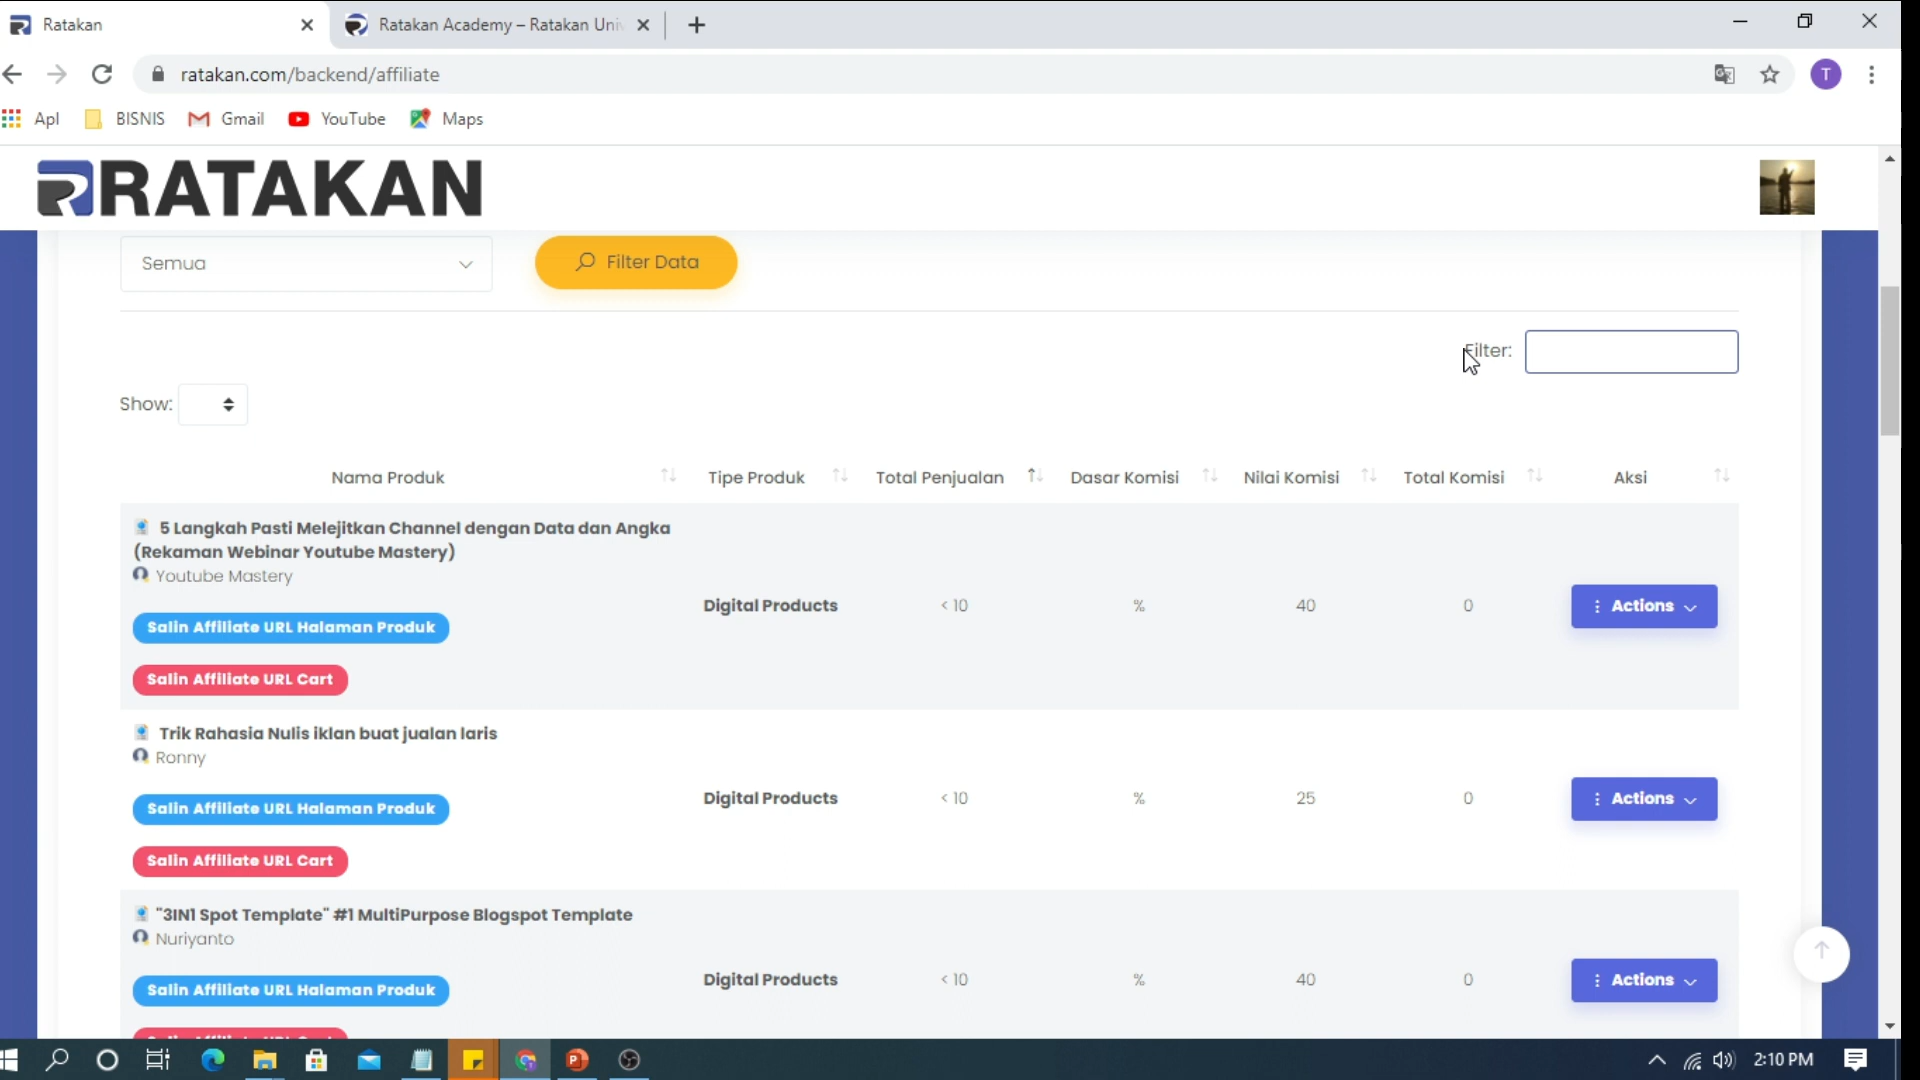 Ratakan
Ratakan Academy – Ratakan Uni
ratakan.com/backend/affiliate
T
Apl BISNIS Gmail YouTube Maps
RATAKAN
Semua
Filter Data
Filter:
Show:
Nama Produk Tipe Produk Total Penjualan Dasar Komisi Nilai Komisi Total Komisi Aksi
5 Langkah Pasti Melejitkan Channel dengan Data dan Angka
(Rekaman Webinar Youtube Mastery)
Youtube Mastery
Salin Affiliate URL Halaman Produk
Salin Affiliate URL Cart
Digital Products < 10 % 40 0 Actions
Trik Rahasia Nulis iklan buat jualan laris
Ronny
Salin Affiliate URL Halaman Produk
Salin Affiliate URL Cart
Digital Products < 10 % 25 0 Actions
"3IN1 Spot Template" #1 MultiPurpose Blogspot Template
Nuriyanto
Salin Affiliate URL Halaman Produk
Digital Products < 10 % 40 0 Actions
2:10 PM